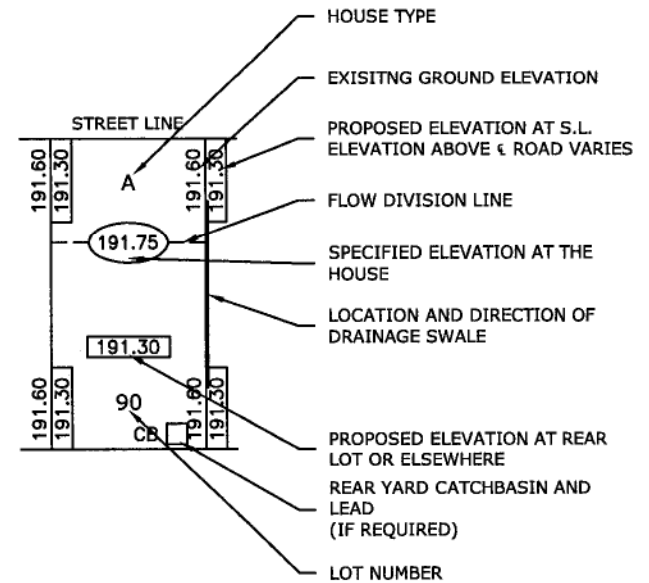 HOUSE TYPE
EXISITNG GROUND ELEVATION
STREET LINE
PROPOSED ELEVATION AT S.L.
ELEVATION ABOVE ℄ ROAD VARIES
191.60
191.30
A
191.60
191.30
FLOW DIVISION LINE
191.75
SPECIFIED ELEVATION AT THE
HOUSE
LOCATION AND DIRECTION OF
DRAINAGE SWALE
191.30
191.60
191.30
90
191.60
191.30
CB
PROPOSED ELEVATION AT REAR
LOT OR ELSEWHERE
REAR YARD CATCHBASIN AND
LEAD
(IF REQUIRED)
LOT NUMBER